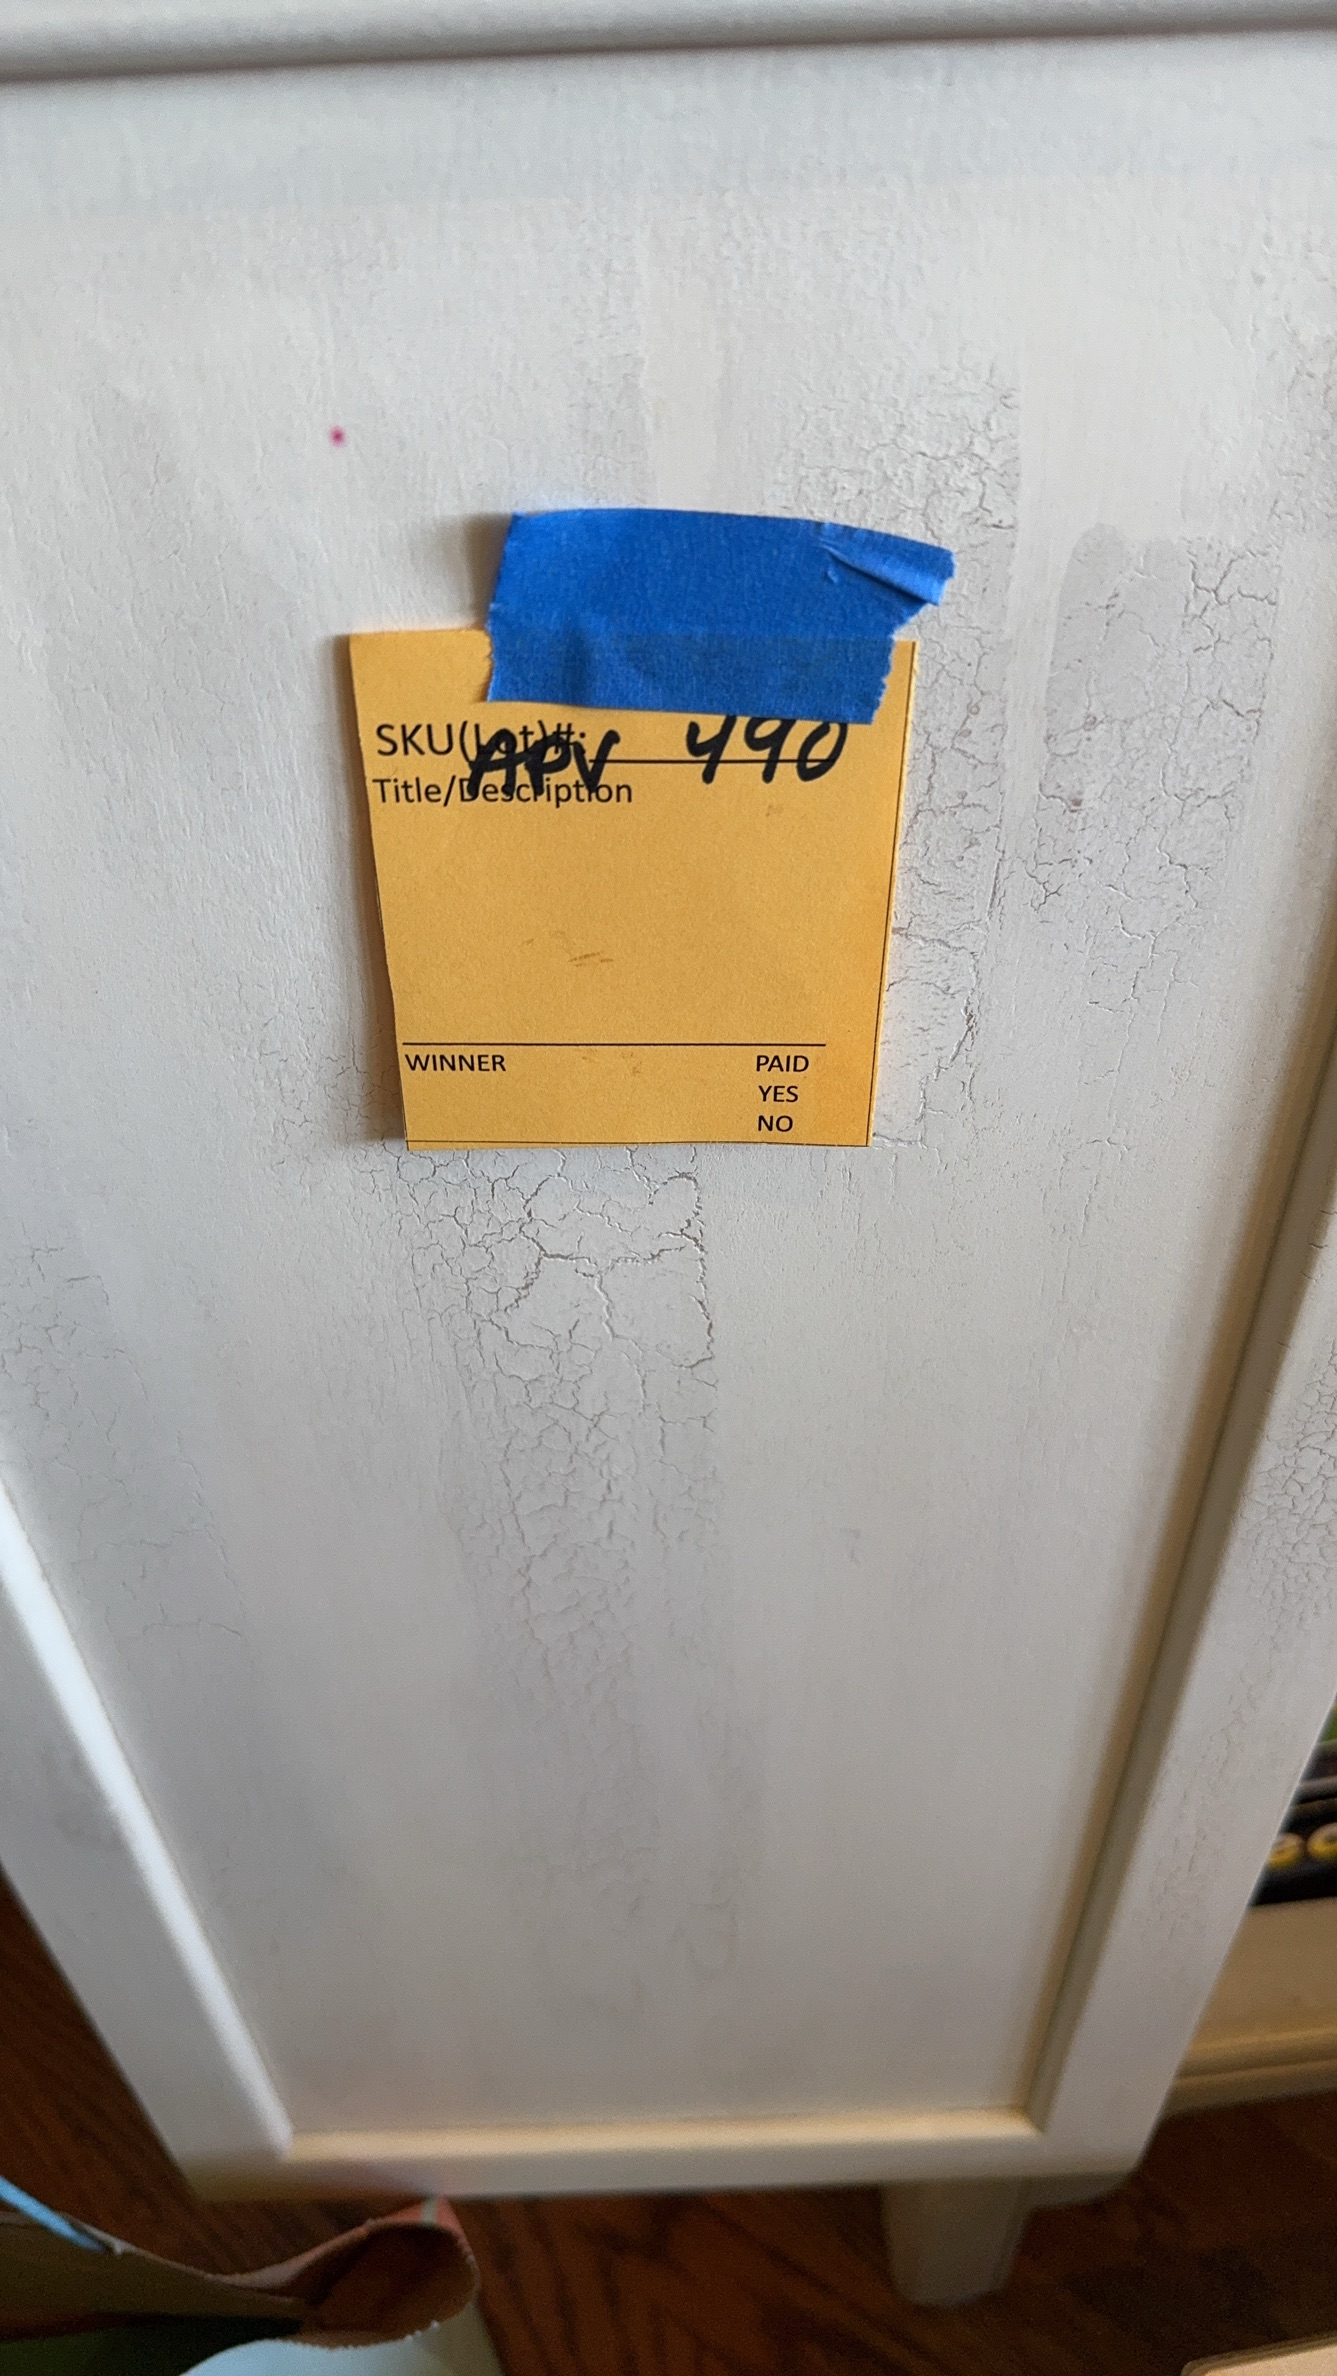 SKU(Lot)#: APV 490
Title/Description
WINNER PAID
YES
NO